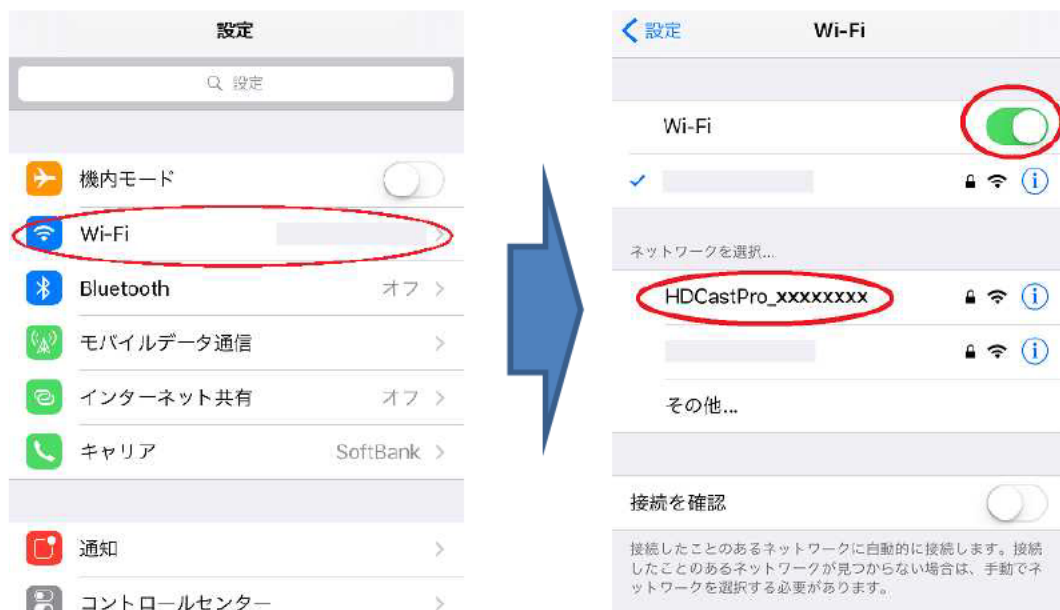 設定
設定
機内モード
Wi-Fi
Bluetooth オフ
モバイルデータ通信
インターネット共有 オフ
キャリア SoftBank
通知
コントロールセンター
設定 Wi-Fi
Wi-Fi
ネットワークを選択...
HDCastPro_xxxxxxxx
その他...
接続を確認
接続したことのあるネットワークに自動的に接続します。接続
したことのあるネットワークが見つからない場合は、手動でネ
ットワークを選択する必要があります。